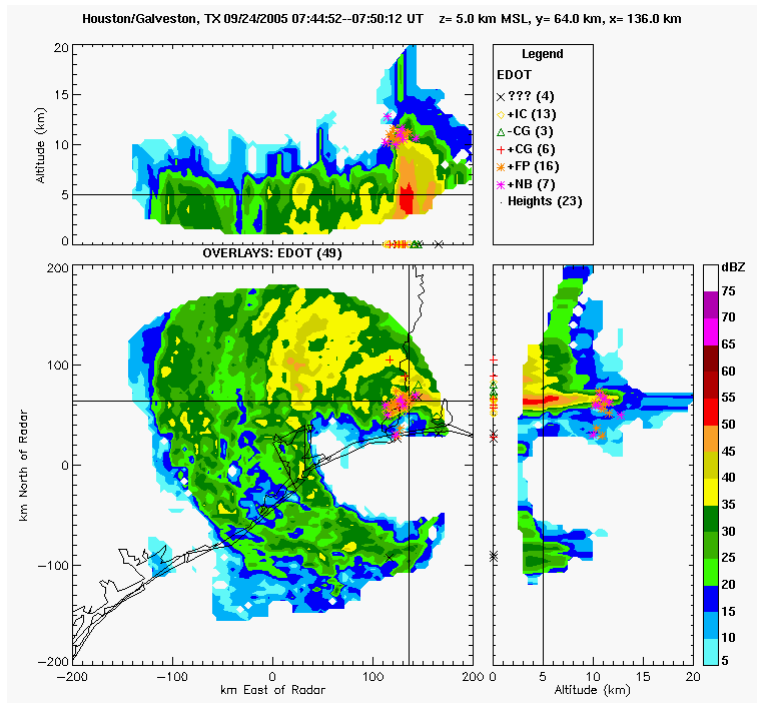 Houston/Galveston, TX 09/24/2005 07:44:52--07:50:12 UT z= 5.0 km MSL, y= 64.0 km, x= 136.0 km
20
15
10
5
0
Altitude (km)
Legend
EDOT
??? (4)
+IC (13)
-CG (3)
+CG (6)
+FP (16)
+NB (7)
Heights (23)
OVERLAYS: EDOT (49)
200
100
0
-100
-200
km North of Radar
-200 -100 0 100 200
km East of Radar
0 5 10 15 20
Altitude (km)
dBZ
75
70
65
60
55
50
45
40
35
30
25
20
15
10
5